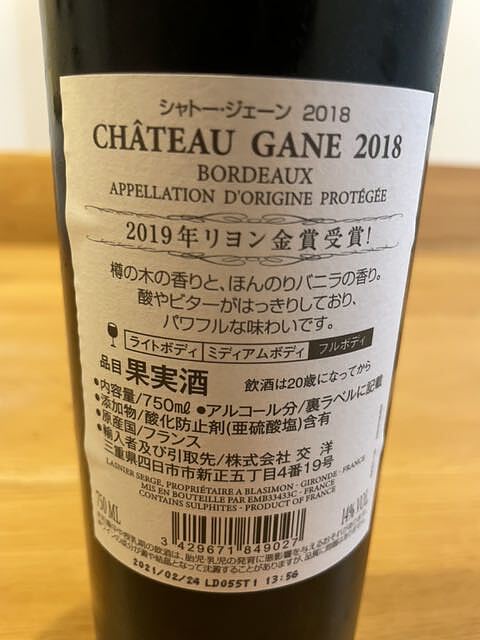 シャトー・ジェーン 2018
CHÂTEAU GANE 2018
BORDEAUX
APPELLATION D'ORIGINE PROTÉGÉE
2019年リヨン金賞受賞!
樽の木の香りと、ほんのりバニラの香り。
酸やビターがはっきりしており、
パワフルな味わいです。
ライトボディ ミディアムボディ フルボディ
品目 果実酒 飲酒は20歳になってから
●内容量/750mℓ ●アルコール分/裏ラベルに記載
●添加物/酸化防止剤(亜硫酸塩)含有
●原産国/フランス
●輸入者及び引取先/株式会社 交 洋
三重県四日市市新正五丁目4番19号
LASNIER SERGE, PROPRIÉTAIRE A BLASIMON - GIRONDE - FRANCE
MIS EN BOUTEILLE PAR EMB33433C - FRANCE
CONTAINS SULPHITES - PRODUCT OF FRANCE
750 ML
14% VOL.
3 429671 849027
2021/02/24 LD055T1 13:56